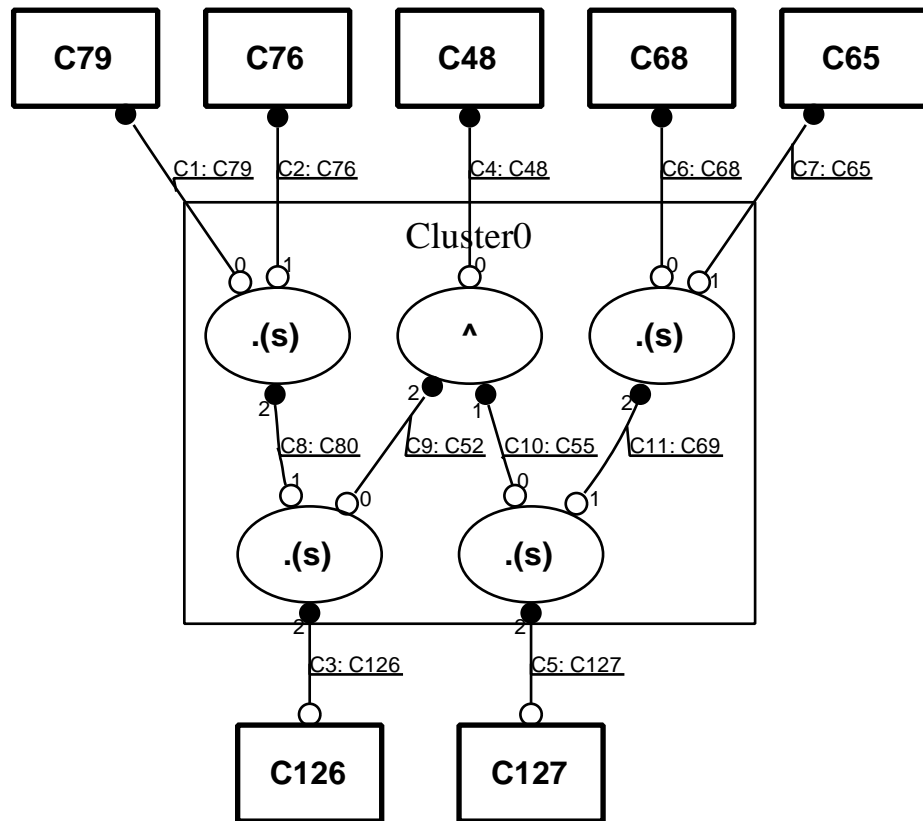 C79 C76 C48 C68 C65
C1: C79 C2: C76 C4: C48 C6: C68 C7: C65
Cluster0
0 1 0 0 1
.(s) ^ .(s)
2 2 1 2
C8: C80 C9: C52 C10: C55 C11: C69
1 0 0 1
.(s) .(s)
2 2
C3: C126 C5: C127
C126 C127